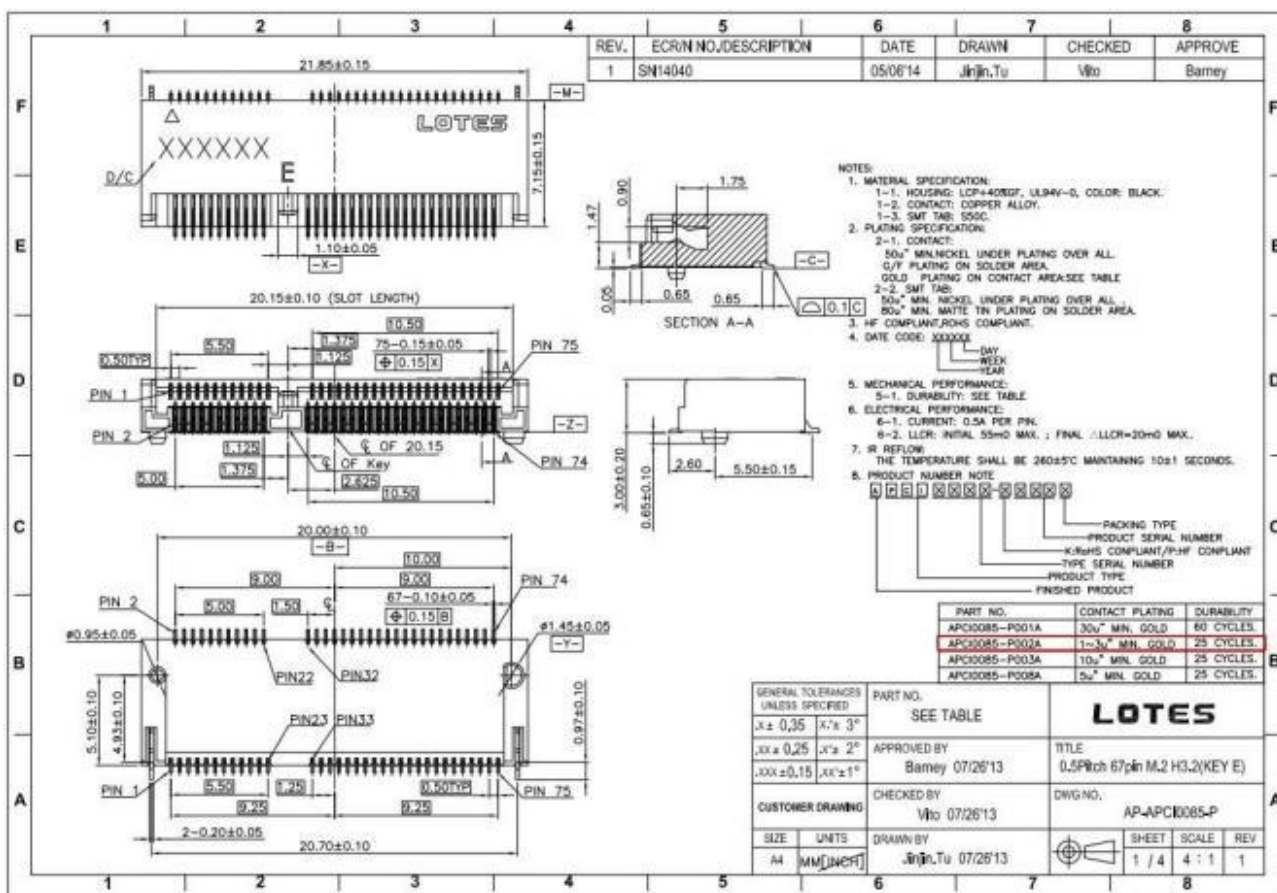 1 2 3 4 5 6 7 8
REV. ECR/N NO./DESCRIPTION DATE DRAWN CHECKED APPROVE
1 SN14040 05/06'14 Jinjin.Tu Vito Barney
F
E
D
C
B
A
21.85±0.15
-M-
LOTES
XXXXXX
D/C
E
7.15±0.15
1.10±0.05
-X-
20.15±0.10 (SLOT LENGTH)
10.50
1.375
75-0.15±0.05
5.50
1.125
0.15 X
PIN 75
0.50TYP
A
PIN 1
PIN 2
-Z-
1.125
℄ OF 20.15
PIN 74
℄ OF Key
A
1.375
5.00
2.625
10.50
20.00±0.10
-B-
10.00
9.00
9.00
PIN 74
PIN 2
5.00
1.50
℄
67-0.10±0.05
0.15 B
ø0.95±0.05
ø1.45±0.05
-Y-
PIN22
PIN32
PIN23
PIN33
5.10±0.10
4.93±0.10
0.97±0.10
PIN 1
PIN 75
5.50
1.25
0.50TYP
9.25
9.25
2-0.20±0.05
20.70±0.10
1.75
0.90
1.47
-C-
0.05
0.65
0.65
0.1 C
SECTION A-A
3.00±0.20
0.65±0.10
2.60
5.50±0.15
NOTES:
1. MATERIAL SPECIFICATION:
1-1. HOUSING: LCP+40%GF, UL94V-0, COLOR: BLACK.
1-2. CONTACT: COPPER ALLOY.
1-3. SMT TAB: S50C.
2. PLATING SPECIFICATION:
2-1. CONTACT:
50u" MIN.NICKEL UNDER PLATING OVER ALL.
G/F PLATING ON SOLDER AREA.
GOLD PLATING ON CONTACT AREA:SEE TABLE
2-2. SMT TAB:
50u" MIN. NICKEL UNDER PLATING OVER ALL ;
80u" MIN. MATTE TIN PLATING ON SOLDER AREA.
3. HF COMPLIANT,ROHS COMPLIANT.
4. DATE CODE: XXXXXX
DAY
WEEK
YEAR
5. MECHANICAL PERFORMANCE:
5-1. DURABILITY: SEE TABLE
6. ELECTRICAL PERFORMANCE:
6-1. CURRENT: 0.5A PER PIN.
6-2. LLCR: INITIAL 55mΩ MAX. ; FINAL △LLCR=20mΩ MAX..
7. IR REFLOW:
THE TEMPERATURE SHALL BE 260±5°C MAINTAINING 10±1 SECONDS.
8. PRODUCT NUMBER NOTE
A P C I X X X X - X X X X X
PACKING TYPE
PRODUCT SERIAL NUMBER
K:RoHS COMPLIANT/P:HF COMPLIANT
TYPE SERIAL NUMBER
PRODUCT TYPE
FINISHED PRODUCT
PART NO. CONTACT PLATING DURABILITY
APCI0085-P001A 30u" MIN. GOLD 60 CYCLES.
APCI0085-P002A 1~3u" MIN. GOLD 25 CYCLES.
APCI0085-P003A 10u" MIN. GOLD 25 CYCLES.
APCI0085-P008A 5u" MIN. GOLD 25 CYCLES.
GENERAL TOLERANCES
UNLESS SPECIFIED
.X± 0.35 X.°± 3°
.XX± 0.25 .X°± 2°
.XXX±0.15 .XX°±1°
CUSTOMER DRAWING
SIZE UNITS
A4 MM[INCH]
PART NO.
SEE TABLE
APPROVED BY
Barney 07/26'13
CHECKED BY
Vito 07/26'13
DRAWN BY
Jinjin.Tu 07/26'13
LOTES
TITLE
0.5Pitch 67pin M.2 H3.2(KEY E)
DWG NO.
AP-APCI0085-P
SHEET SCALE REV
1 / 4 4 : 1 1
1 2 3 4 5 6 7 8
F
E
D
C
B
A